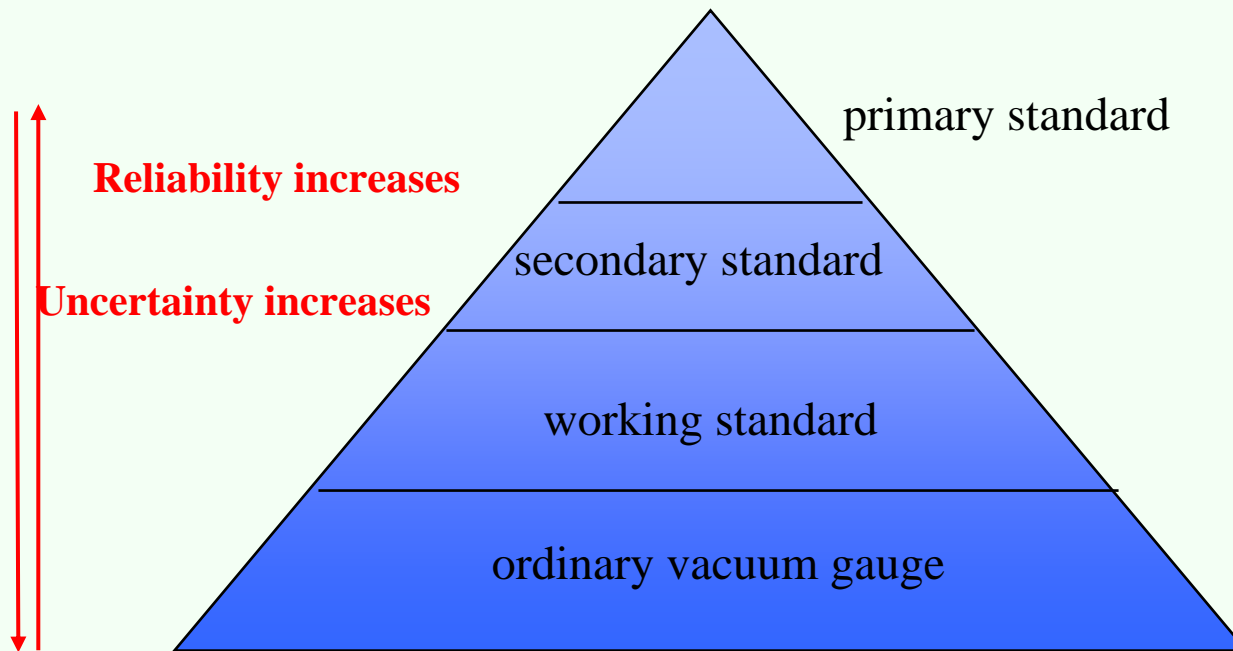 primary standard
Reliability increases
secondary standard
Uncertainty increases
working standard
ordinary vacuum gauge